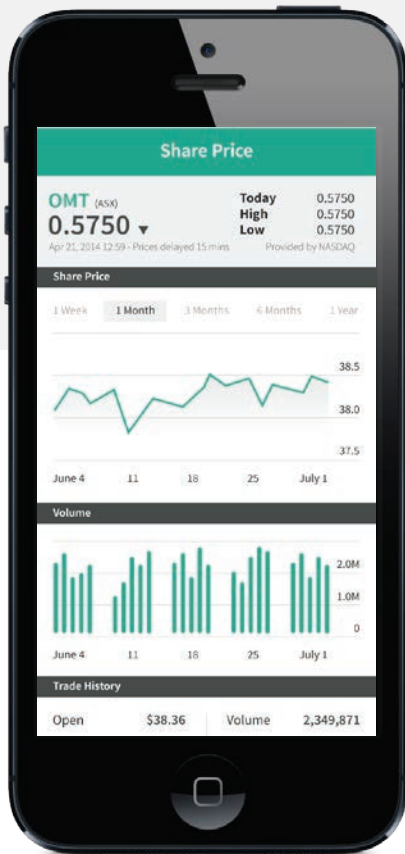 Share Price
OMT (ASX)
0.5750 ▼
Today 0.5750
High 0.5750
Low 0.5750
Apr 21, 2014 12:59 - Prices delayed 15 mins Provided by NASDAQ
Share Price
1 Week 1 Month 3 Months 6 Months 1 Year
38.5
38.0
37.5
June 4 11 18 25 July 1
Volume
2.0M
1.0M
0
June 4 11 18 25 July 1
Trade History
Open $38.36 Volume 2,349,871